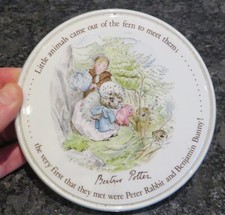 Little animals came out of the fern to meet them;
Beatrix Potter
the very first that they met were Peter Rabbit and Benjamin Bunny!